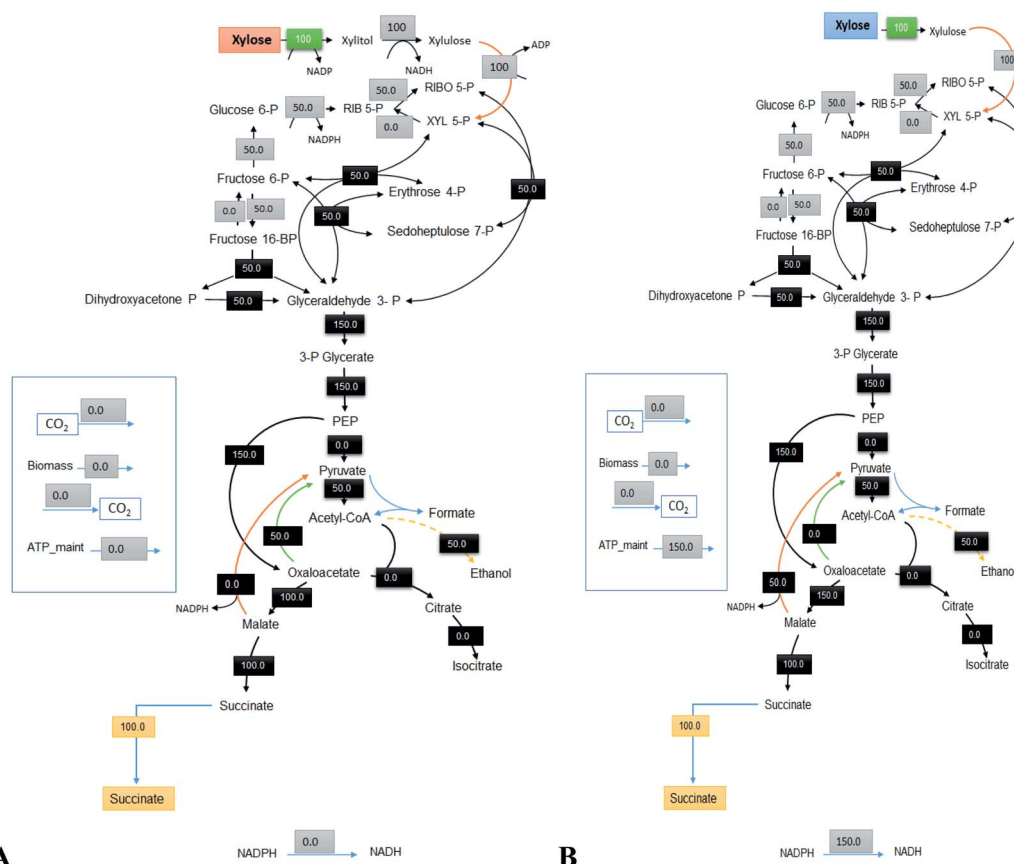 Xylose 100 Xylitol 100 Xylulose
NADP NADH 100 ADP
Glucose 6-P 50.0 RIB 5-P 50.0 RIBO 5-P
NADPH 0.0 XYL 5-P
50.0
Fructose 6-P 50.0 Erythrose 4-P 50.0
0.0 50.0 50.0
Fructose 16-BP Sedoheptulose 7-P
50.0
Dihydroxyacetone P 50.0 Glyceraldehyde 3- P
150.0
3-P Glycerate
150.0
PEP
0.0
150.0 Pyruvate
50.0
Acetyl-CoA Formate
50.0 50.0
Ethanol
Oxaloacetate 0.0
0.0 100.0 Citrate
NADPH Malate 0.0
100.0 Isocitrate
Succinate
100.0
Succinate
CO2 0.0
Biomass 0.0
0.0 CO2
ATP_maint 0.0
A NADPH 0.0 NADH
Xylose 100 Xylulose
100
Glucose 6-P 50.0 RIB 5-P 50.0 RIBO 5-P
NADPH 0.0 XYL 5-P
50.0
Fructose 6-P 50.0 Erythrose 4-P
0.0 50.0 50.0
Fructose 16-BP Sedoheptulose 7-P
50.0
Dihydroxyacetone P 50.0 Glyceraldehyde 3- P
150.0
3-P Glycerate
150.0
PEP
0.0
150.0 Pyruvate
50.0
Acetyl-CoA Formate
0.0 50.0
Ethanol
Oxaloacetate 0.0
50.0 150.0 Citrate
NADPH Malate 0.0
100.0 Isocitrate
Succinate
100.0
Succinate
CO2 0.0
Biomass 0.0
0.0 CO2
ATP_maint 150.0
B NADPH 150.0 NADH